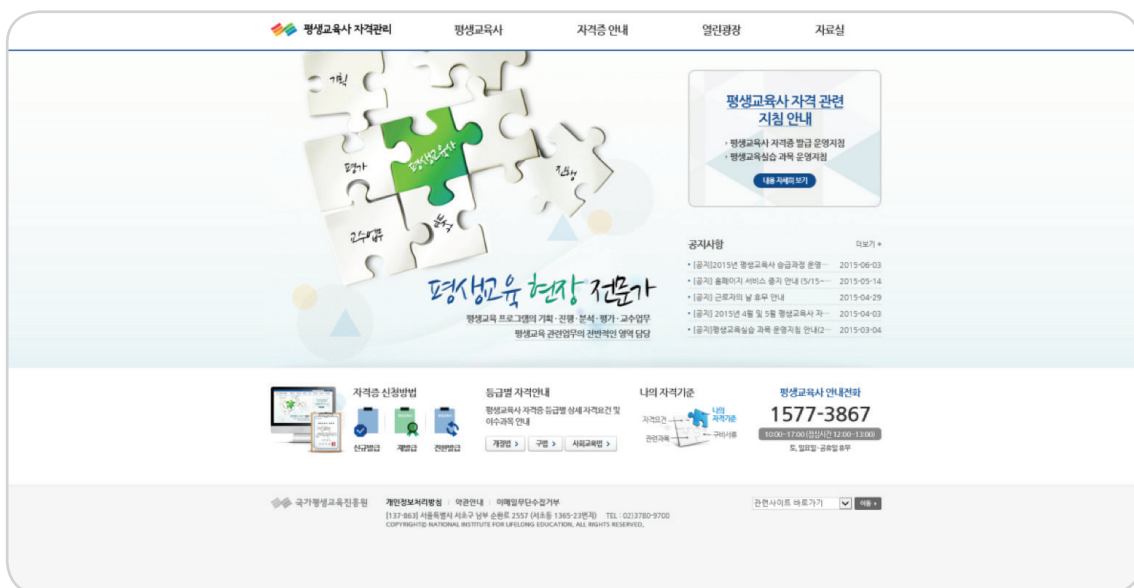 평생교육사 자격관리
평생교육사
자격증 안내
열린광장
자료실
기획
평가
평생교육사
진행
교수업무
분석
평생교육 현장 전문가
평생교육 프로그램의 기획·진행·분석·평가·교수업무
평생교육 관련업무의 전반적인 영역 담당
평생교육사 자격 관련
지침 안내
› 평생교육사 자격증 발급 운영지침
› 평생교육실습 과목 운영지침
내용 자세히 보기
공지사항
더보기 +
• [공지]2015년 평생교육사 승급과정 운영… 2015-06-03
• [공지] 홈페이지 서비스 중지 안내 (5/15~… 2015-05-14
• [공지] 근로자의 날 휴무 안내 2015-04-29
• [공지] 2015년 4월 및 5월 평생교육사 자… 2015-04-03
• [공지]평생교육실습 과목 운영지침 안내(2… 2015-03-04
자격증 신청방법
신규발급
재발급
전환발급
등급별 자격안내
평생교육사 자격증 등급별 상세 자격요건 및
이수과목 안내
개정법 ›
구법 ›
사회교육법 ›
나의 자격기준
자격요건
관련과목
나의
자격기준
구비서류
평생교육사 안내전화
1577-3867
10:00~17:00 (점심시간 12:00~13:00)
토, 일요일·공휴일 휴무
국가평생교육진흥원
개인정보처리방침 | 약관안내 | 이메일무단수집거부
[137-863] 서울특별시 서초구 남부 순환로 2557 (서초동 1365-23번지) TEL : 02)3780-9700
COPYRIGHT© NATIONAL INSTITUTE FOR LIFELONG EDUCATION, ALL RIGHTS RESERVED.
관련사이트 바로가기
이동 ›